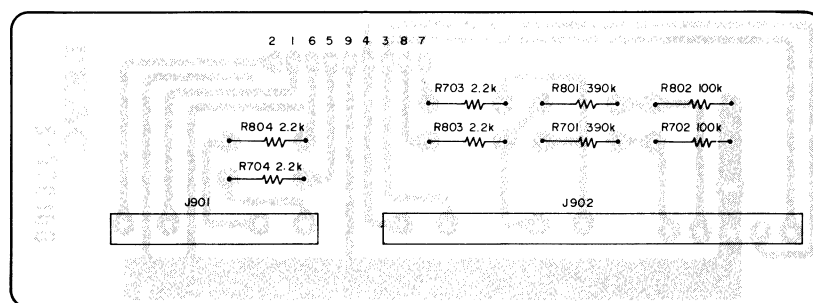 2 1 6 5 9 4 3 8 7
R703 2.2k R801 390k R802 100k
R804 2.2k R803 2.2k R701 390k R702 100k
R704 2.2k
J901 J902